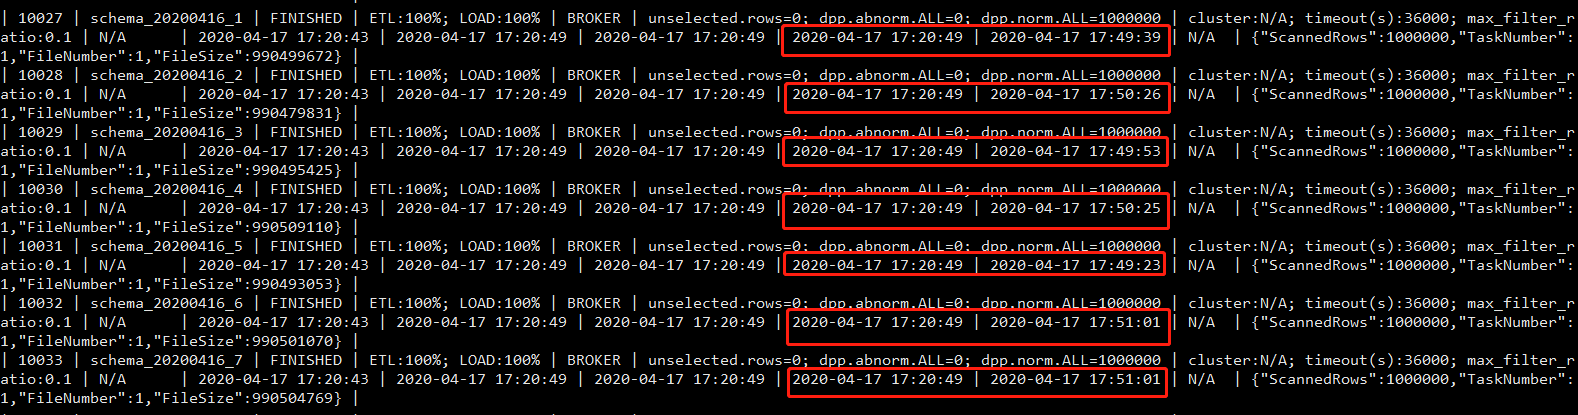 | 10027 | schema_20200416_1 | FINISHED | ETL:100%; LOAD:100% | BROKER | unselected.rows=0; dpp.abnorm.ALL=0; dpp.norm.ALL=1000000 | cluster:N/A; timeout(s):36000; max_filter_r
atio:0.1 | N/A | 2020-04-17 17:20:43 | 2020-04-17 17:20:49 | 2020-04-17 17:20:49 | 2020-04-17 17:20:49 | 2020-04-17 17:49:39 | N/A | {"ScannedRows":1000000,"TaskNumber":
1,"FileNumber":1,"FileSize":990499672} |
| 10028 | schema_20200416_2 | FINISHED | ETL:100%; LOAD:100% | BROKER | unselected.rows=0; dpp.abnorm.ALL=0; dpp.norm.ALL=1000000 | cluster:N/A; timeout(s):36000; max_filter_r
atio:0.1 | N/A | 2020-04-17 17:20:43 | 2020-04-17 17:20:49 | 2020-04-17 17:20:49 | 2020-04-17 17:20:49 | 2020-04-17 17:50:26 | N/A | {"ScannedRows":1000000,"TaskNumber":
1,"FileNumber":1,"FileSize":990479831} |
| 10029 | schema_20200416_3 | FINISHED | ETL:100%; LOAD:100% | BROKER | unselected.rows=0; dpp.abnorm.ALL=0; dpp.norm.ALL=1000000 | cluster:N/A; timeout(s):36000; max_filter_r
atio:0.1 | N/A | 2020-04-17 17:20:43 | 2020-04-17 17:20:49 | 2020-04-17 17:20:49 | 2020-04-17 17:20:49 | 2020-04-17 17:49:53 | N/A | {"ScannedRows":1000000,"TaskNumber":
1,"FileNumber":1,"FileSize":990495425} |
| 10030 | schema_20200416_4 | FINISHED | ETL:100%; LOAD:100% | BROKER | unselected.rows=0; dpp.abnorm.ALL=0; dpp.norm.ALL=1000000 | cluster:N/A; timeout(s):36000; max_filter_r
atio:0.1 | N/A | 2020-04-17 17:20:43 | 2020-04-17 17:20:49 | 2020-04-17 17:20:49 | 2020-04-17 17:20:49 | 2020-04-17 17:50:25 | N/A | {"ScannedRows":1000000,"TaskNumber":
1,"FileNumber":1,"FileSize":990509110} |
| 10031 | schema_20200416_5 | FINISHED | ETL:100%; LOAD:100% | BROKER | unselected.rows=0; dpp.abnorm.ALL=0; dpp.norm.ALL=1000000 | cluster:N/A; timeout(s):36000; max_filter_r
atio:0.1 | N/A | 2020-04-17 17:20:43 | 2020-04-17 17:20:49 | 2020-04-17 17:20:49 | 2020-04-17 17:20:49 | 2020-04-17 17:49:23 | N/A | {"ScannedRows":1000000,"TaskNumber":
1,"FileNumber":1,"FileSize":990493053} |
| 10032 | schema_20200416_6 | FINISHED | ETL:100%; LOAD:100% | BROKER | unselected.rows=0; dpp.abnorm.ALL=0; dpp.norm.ALL=1000000 | cluster:N/A; timeout(s):36000; max_filter_r
atio:0.1 | N/A | 2020-04-17 17:20:43 | 2020-04-17 17:20:49 | 2020-04-17 17:20:49 | 2020-04-17 17:20:49 | 2020-04-17 17:51:01 | N/A | {"ScannedRows":1000000,"TaskNumber":
1,"FileNumber":1,"FileSize":990501070} |
| 10033 | schema_20200416_7 | FINISHED | ETL:100%; LOAD:100% | BROKER | unselected.rows=0; dpp.abnorm.ALL=0; dpp.norm.ALL=1000000 | cluster:N/A; timeout(s):36000; max_filter_r
atio:0.1 | N/A | 2020-04-17 17:20:43 | 2020-04-17 17:20:49 | 2020-04-17 17:20:49 | 2020-04-17 17:20:49 | 2020-04-17 17:51:01 | N/A | {"ScannedRows":1000000,"TaskNumber":
1,"FileNumber":1,"FileSize":990504769} |